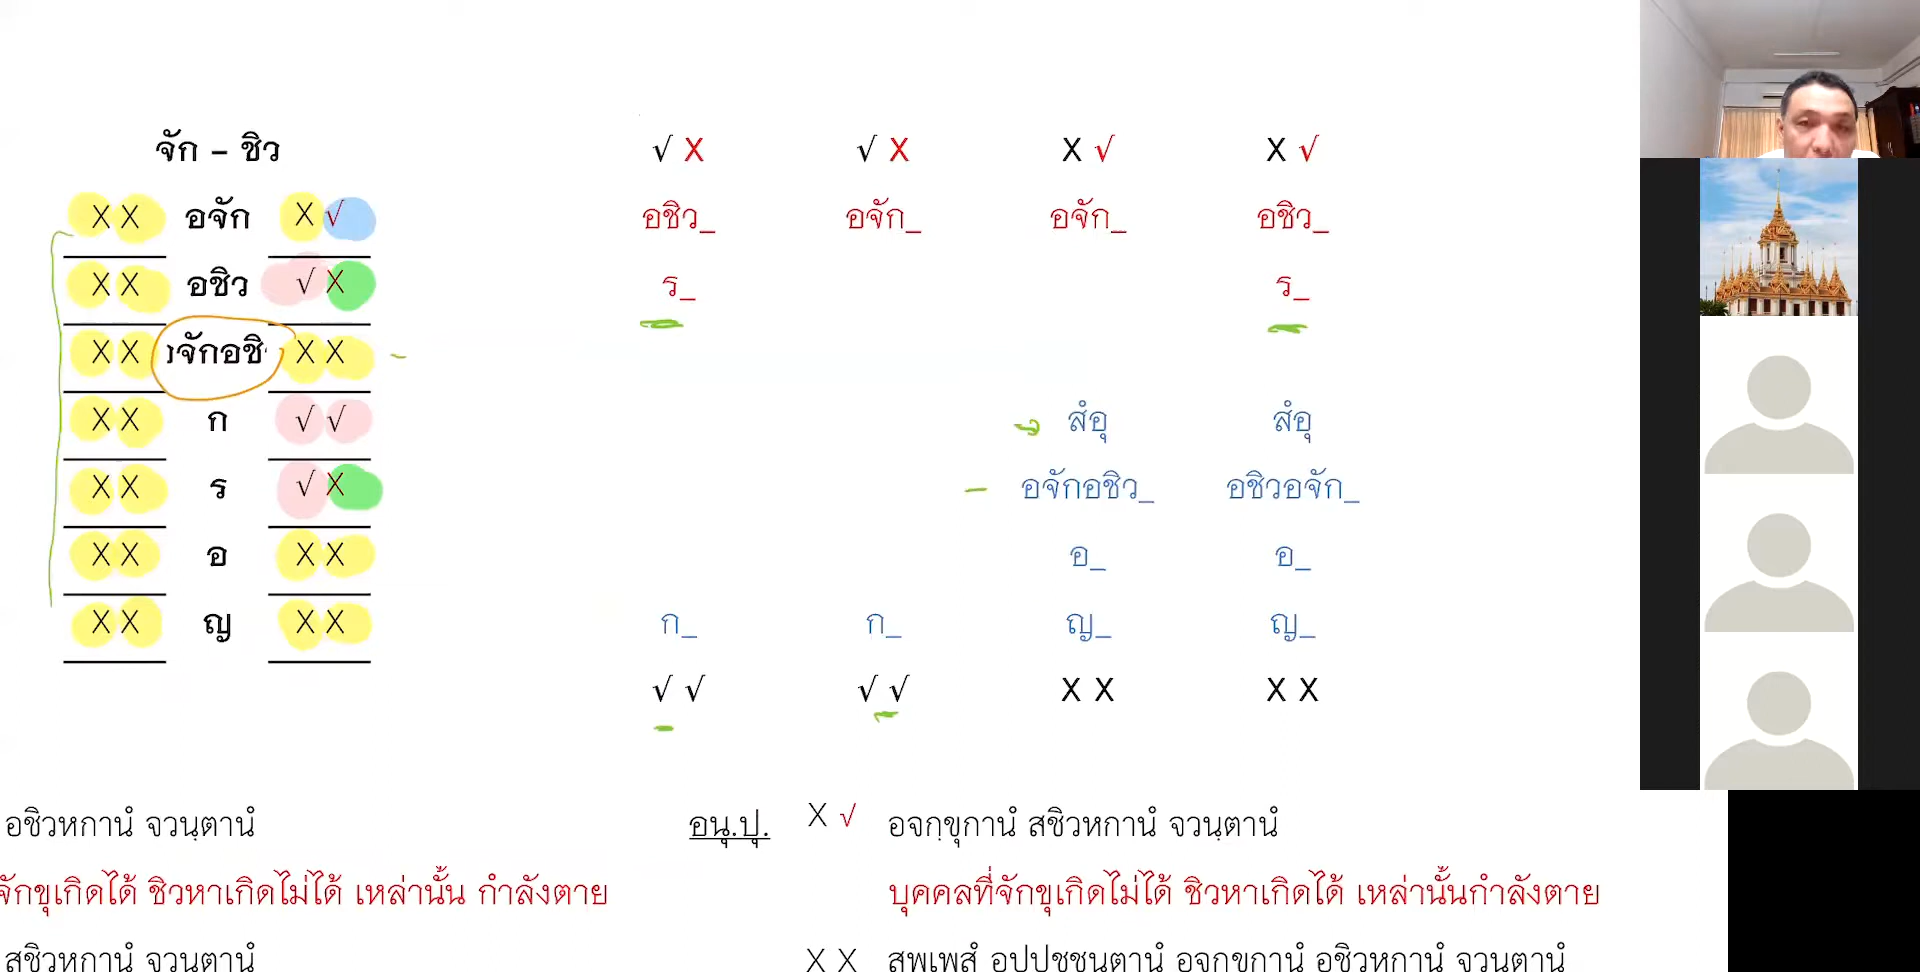 จัก – ชิว
X X อจัก X √
X X อชิว √ X
X X จักอชิ X X
X X ก √ √
X X ร √ X
X X อ X X
X X ญ X X
√ X √ X X √ X √
อชิว_ อจัก_ อจัก_ อชิว_
ร_ ร_
สํอุ สํอุ
อจักอชิว_ อชิวอจัก_
อ_ อ_
ก_ ก_ ญ_ ญ_
√ √ √ √ X X X X
อชิวหกานํ จวนฺตานํ
จักขุเกิดได้ ชิวหาเกิดไม่ได้ เหล่านั้น กำลังตาย
สชิวหกานํ จวนฺตานํ
อนุ.ปุ. X √ อจกฺขุกานํ สชิวหกานํ จวนฺตานํ
บุคคลที่จักขุเกิดไม่ได้ ชิวหาเกิดได้ เหล่านั้นกำลังตาย
X X สพฺเพสํ อุปปชฺชนฺตานํ อจกฺขุกานํ อชิวหกานํ จวนฺตานํ